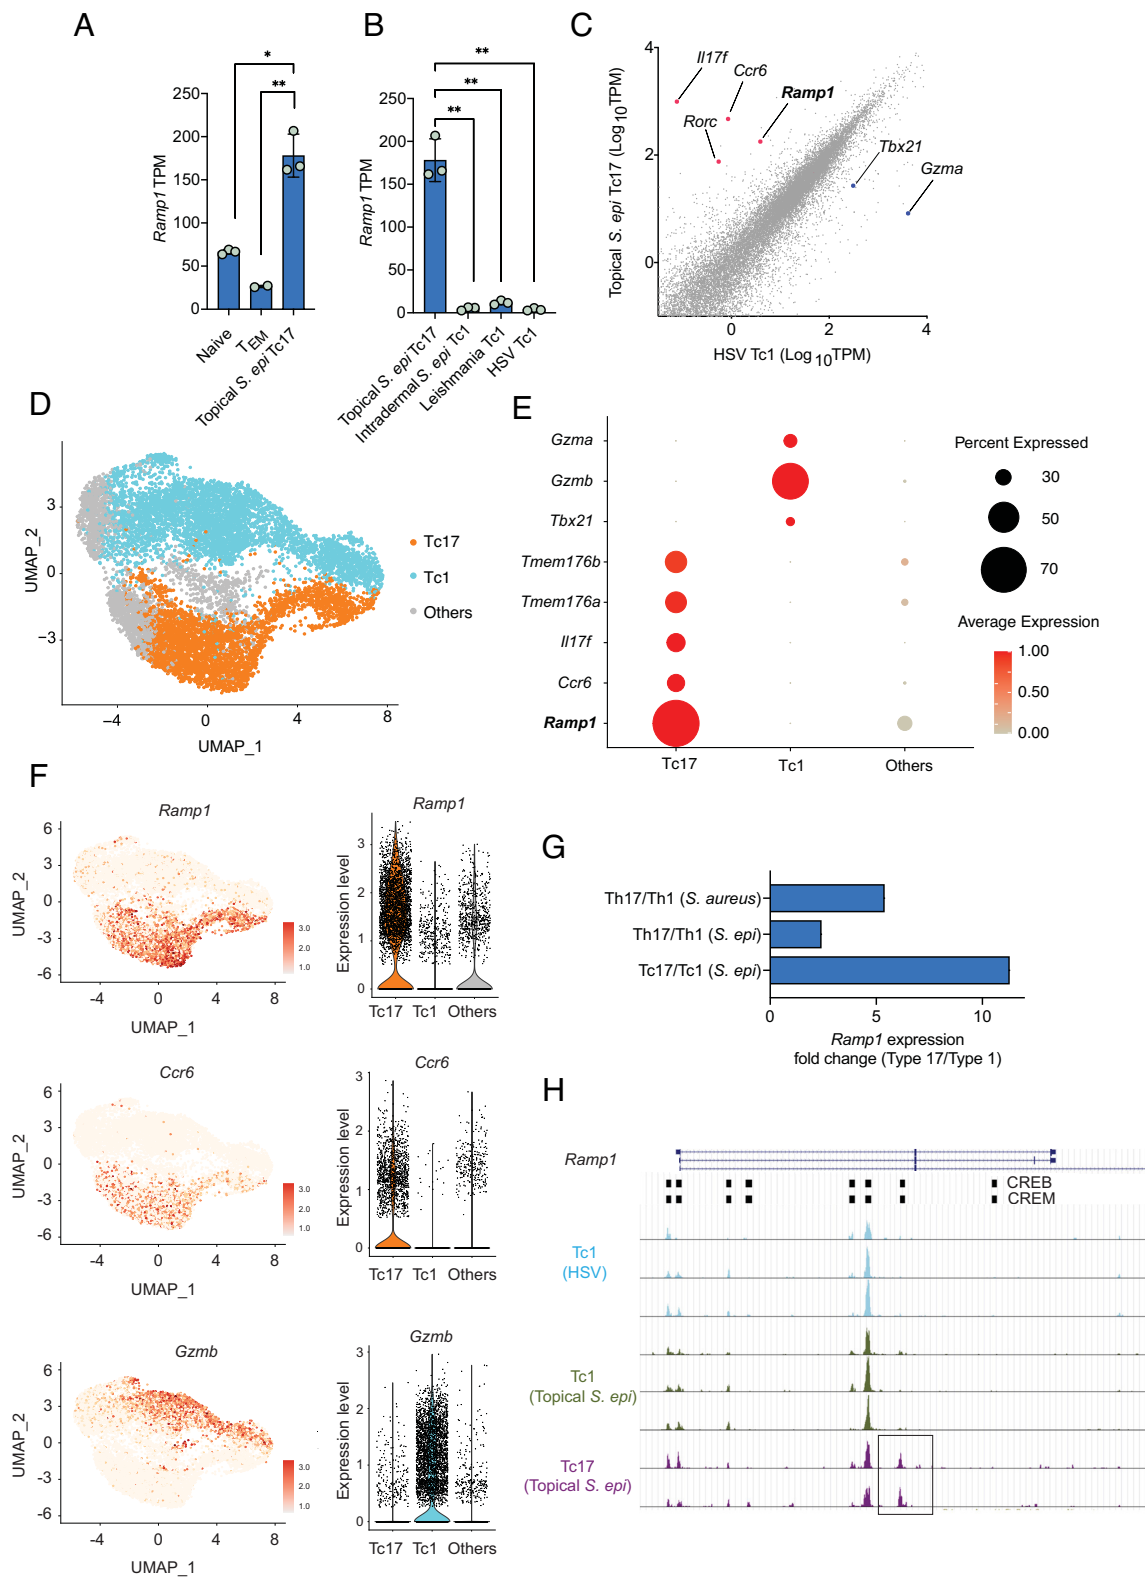 A
Ramp1 TPM
250
200
150
100
50
0
*
**
Naive
TEM
Topical S. epi Tc17
B
Ramp1 TPM
250
200
150
100
50
0
**
**
**
Topical S. epi Tc17
Intradermal S. epi Tc1
Leishmania Tc1
HSV Tc1
C
Topical S. epi Tc17 (Log10TPM)
4
2
0
Il17f
Ccr6
Ramp1
Rorc
Tbx21
Gzma
0
2
4
HSV Tc1 (Log10TPM)
D
UMAP_2
3
0
−3
−4
0
4
8
UMAP_1
Tc17
Tc1
Others
E
Gzma
Gzmb
Tbx21
Tmem176b
Tmem176a
Il17f
Ccr6
Ramp1
Tc17
Tc1
Others
Percent Expressed
30
50
70
Average Expression
1.00
0.50
0.00
F
Ramp1
UMAP_2
6
3
0
-3
-6
-4
0
4
8
UMAP_1
3.0
2.0
1.0
Ramp1
Expression level
3
2
1
0
Tc17
Tc1
Others
Ccr6
UMAP_2
6
3
0
-3
-6
-4
0
4
8
UMAP_1
3.0
2.0
1.0
Ccr6
Expression level
3
2
1
0
Tc17
Tc1
Others
Gzmb
UMAP_2
6
3
0
-3
-6
-4
0
4
8
UMAP_1
3.0
2.0
1.0
Gzmb
Expression level
3
2
1
0
Tc17
Tc1
Others
G
Th17/Th1 (S. aureus)
Th17/Th1 (S. epi)
Tc17/Tc1 (S. epi)
0
5
10
Ramp1 expression
fold change (Type 17/Type 1)
H
Ramp1
CREB
CREM
Tc1
(HSV)
Tc1
(Topical S. epi)
Tc17
(Topical S. epi)